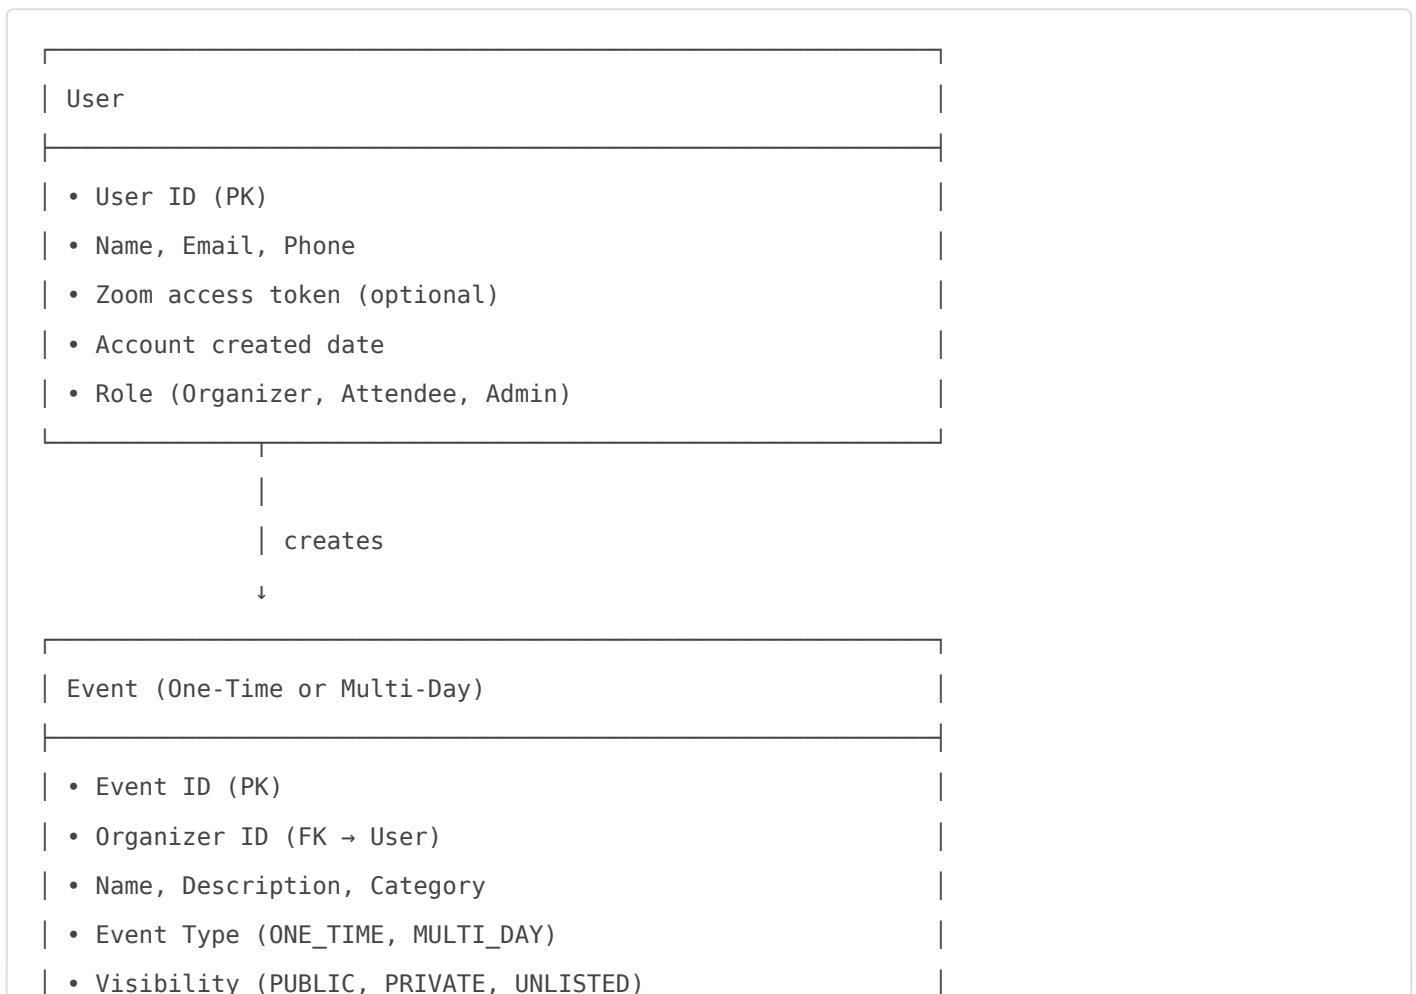 User
• User ID (PK)
• Name, Email, Phone
• Zoom access token (optional)
• Account created date
• Role (Organizer, Attendee, Admin)
creates
↓
Event (One-Time or Multi-Day)
• Event ID (PK)
• Organizer ID (FK → User)
• Name, Description, Category
• Event Type (ONE_TIME, MULTI_DAY)
• Visibility (PUBLIC, PRIVATE, UNLISTED)